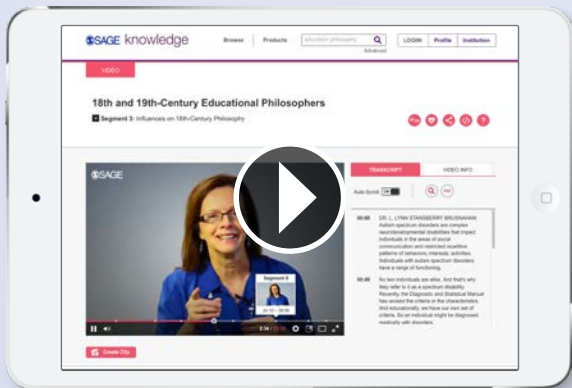 SAGE knowledge
Browse
Products
education philosophy
Advanced
LOGIN
Profile
Institution
VIDEO
18th and 19th-Century Educational Philosophers
Segment 3: Influences on 18th-Century Philosophy
SAGE
Segment 9
2:34
Create Clip
TRANSCRIPT
VIDEO INFO
Auto Scroll
ON
00:00 DR. L. LYNN STANSBERRY BRUSNAHAN:
Autism spectrum disorders are complex
neurodevelopmental disabilities that impact
individuals in the areas of social
communication and restricted repetitive
patterns of behaviors, interests, activities.
Individuals with autism spectrum disorders
have a range of functioning.
00:40 No two individuals are alike. And that's why
they refer to it as a spectrum disability.
Recently, the Diagnostic and Statistical Manual
has revised the criteria or the characteristics.
And educationally, we have our own set of
criteria. So an individual might be diagnosed
medically with disorders.